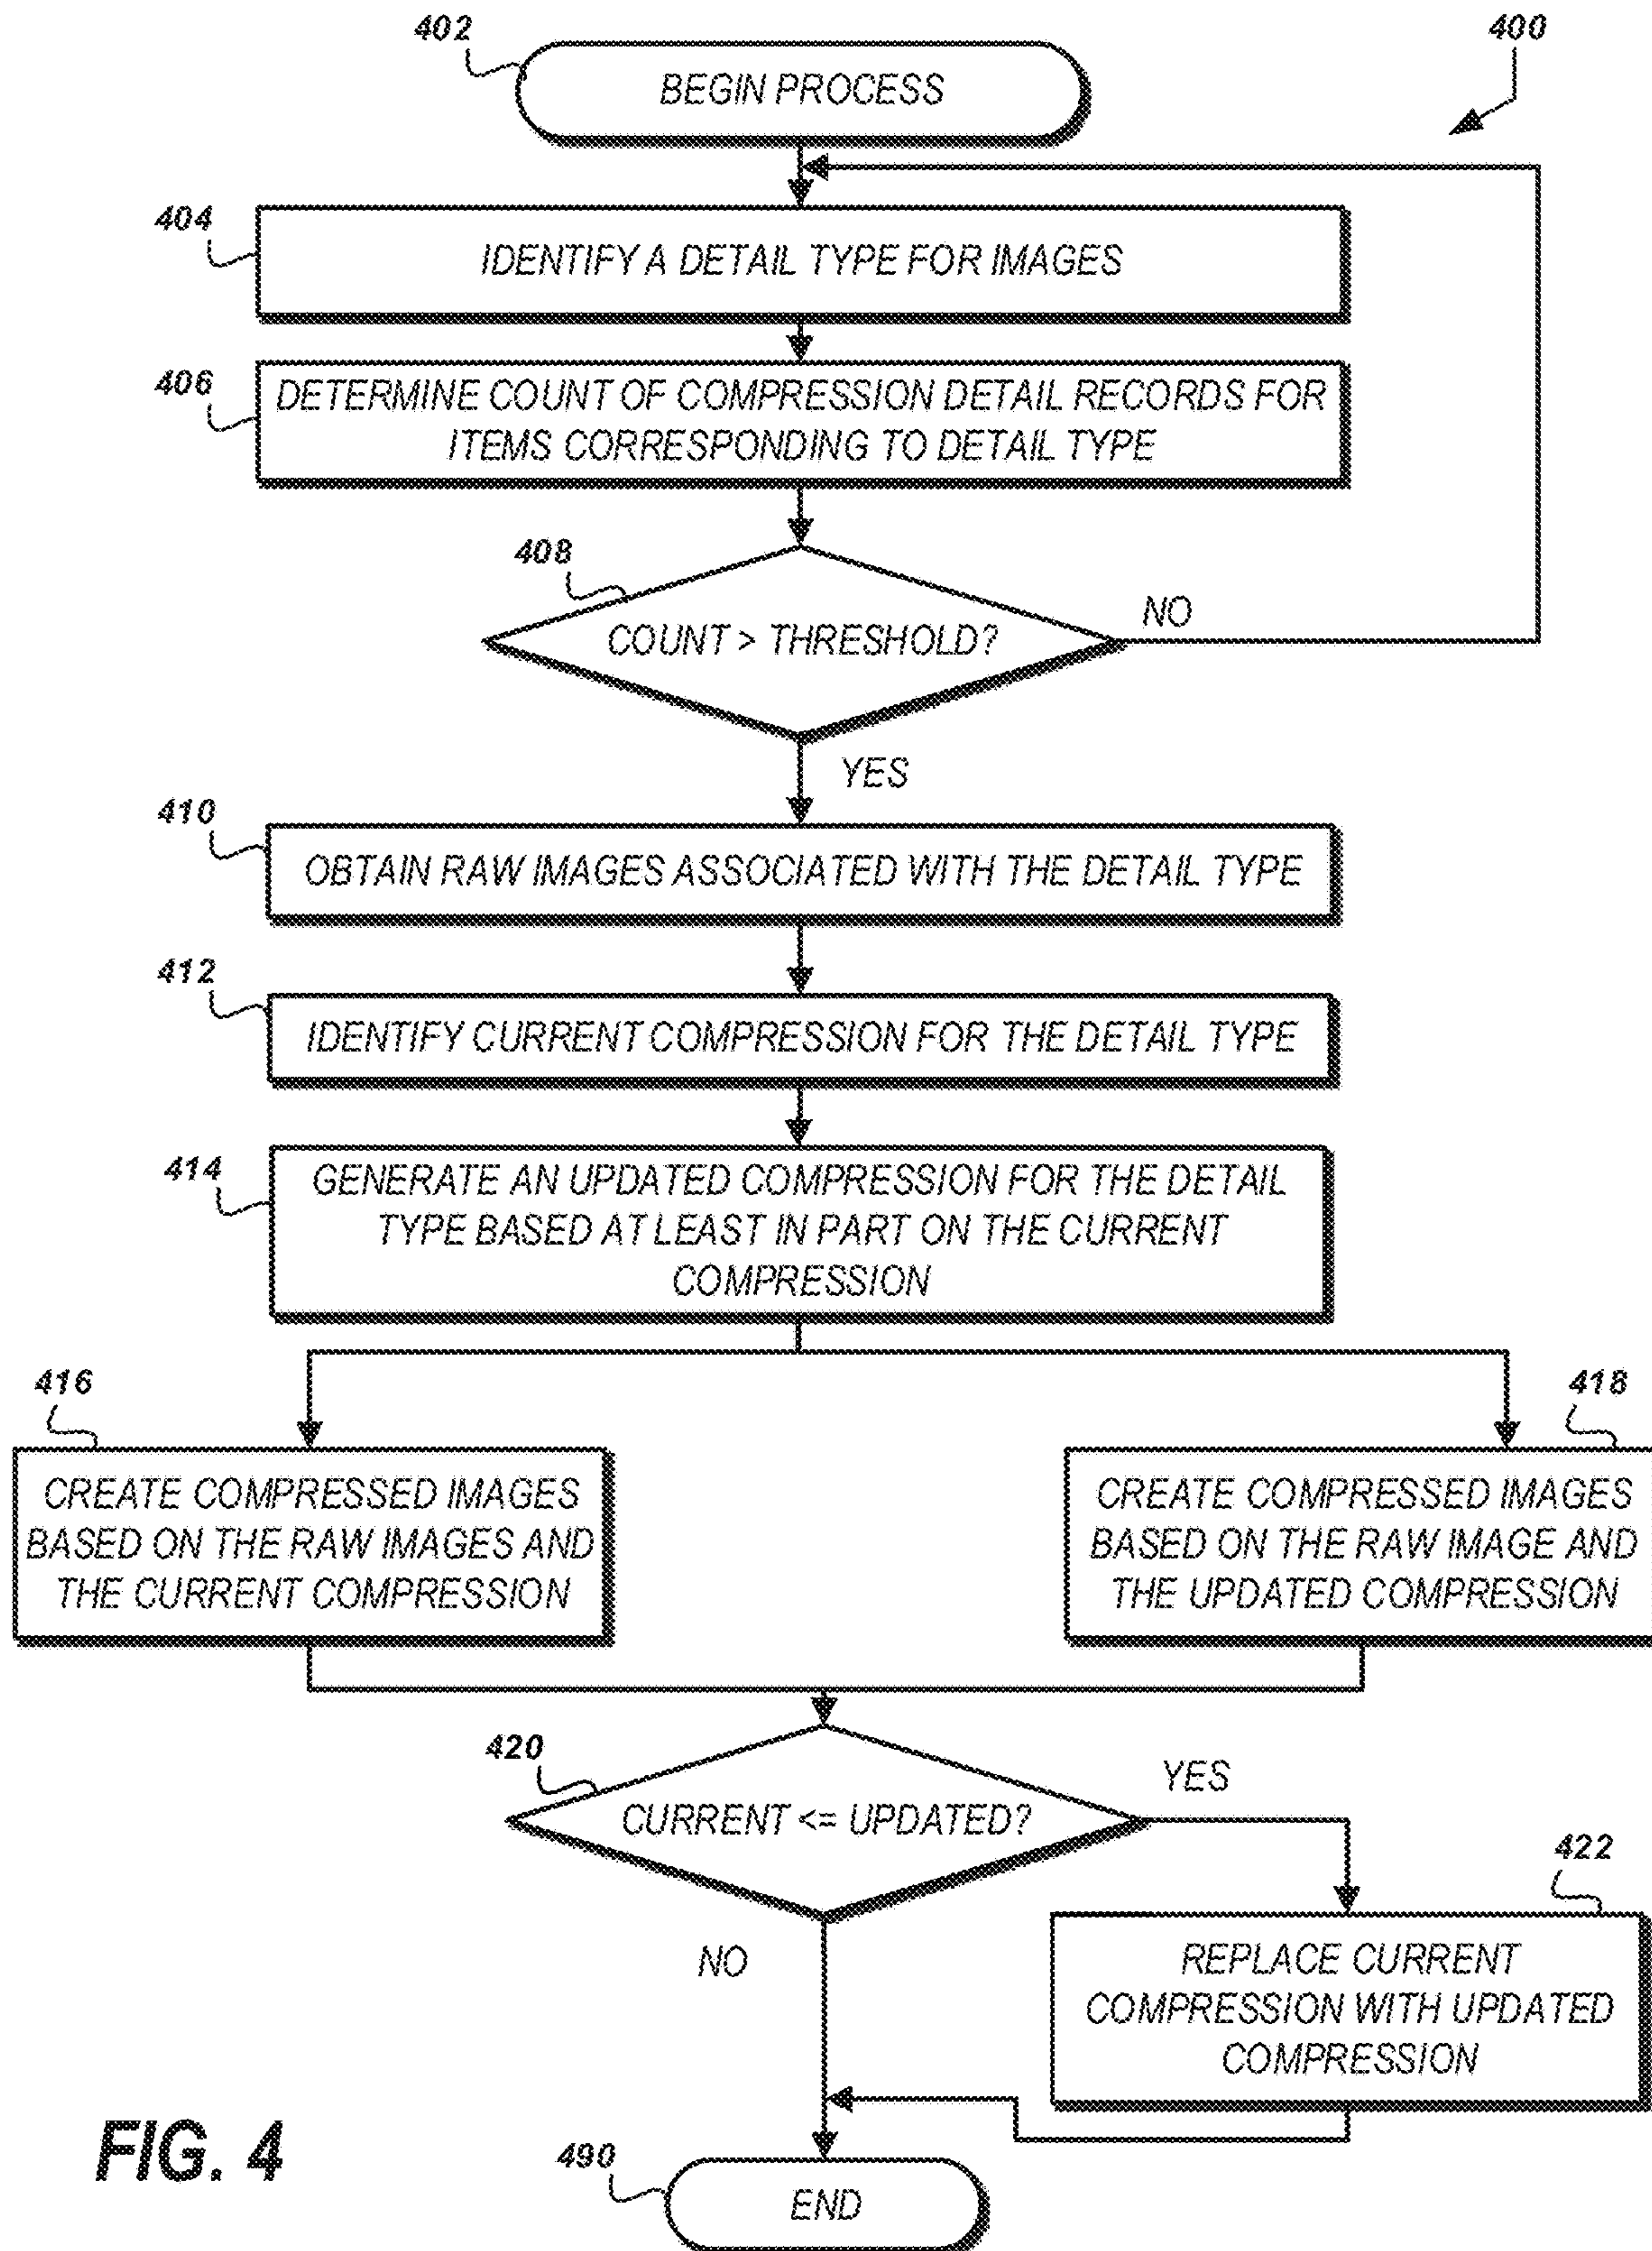 402
400
BEGIN PROCESS
404
IDENTIFY A DETAIL TYPE FOR IMAGES
406
DETERMINE COUNT OF COMPRESSION DETAIL RECORDS FOR
ITEMS CORRESPONDING TO DETAIL TYPE
408
COUNT > THRESHOLD?
NO
YES
410
OBTAIN RAW IMAGES ASSOCIATED WITH THE DETAIL TYPE
412
IDENTIFY CURRENT COMPRESSION FOR THE DETAIL TYPE
414
GENERATE AN UPDATED COMPRESSION FOR THE DETAIL
TYPE BASED AT LEAST IN PART ON THE CURRENT
COMPRESSION
416
CREATE COMPRESSED IMAGES
BASED ON THE RAW IMAGES AND
THE CURRENT COMPRESSION
418
CREATE COMPRESSED IMAGES
BASED ON THE RAW IMAGE AND
THE UPDATED COMPRESSION
420
CURRENT <= UPDATED?
YES
NO
422
REPLACE CURRENT
COMPRESSION WITH UPDATED
COMPRESSION
490
END
FIG. 4